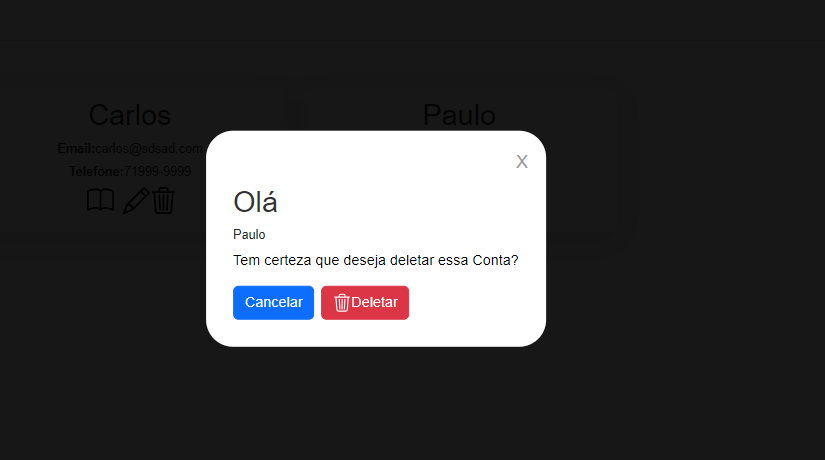 Carlos
Email:carlos@sdsad.com
Telefone:71999-9999
Paulo
X
Olá
Paulo
Tem certeza que deseja deletar essa Conta?
Cancelar
Deletar